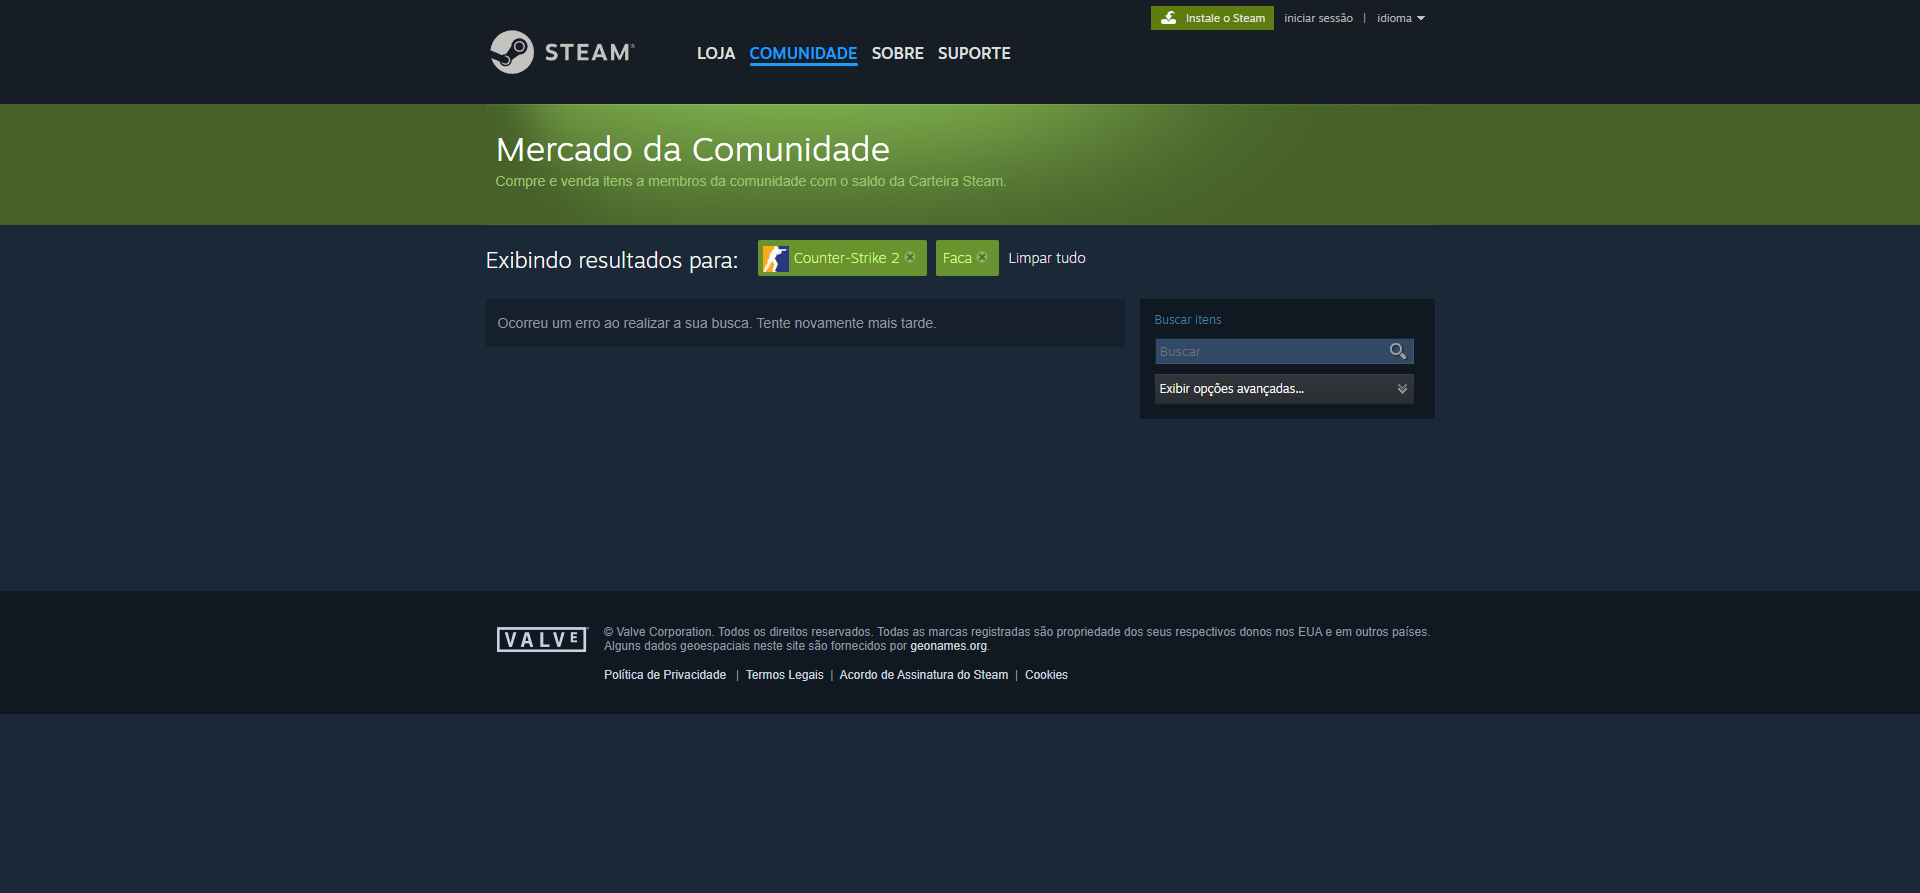 Instale o Steam
iniciar sessão | idioma
STEAM®
LOJA COMUNIDADE SOBRE SUPORTE
Mercado da Comunidade
Compre e venda itens a membros da comunidade com o saldo da Carteira Steam.
Exibindo resultados para: Counter-Strike 2 Faca Limpar tudo
Ocorreu um erro ao realizar a sua busca. Tente novamente mais tarde.
Buscar itens
Buscar
Exibir opções avançadas...
VALVE
© Valve Corporation. Todos os direitos reservados. Todas as marcas registradas são propriedade dos seus respectivos donos nos EUA e em outros países.
Alguns dados geoespaciais neste site são fornecidos por geonames.org.
Política de Privacidade | Termos Legais | Acordo de Assinatura do Steam | Cookies